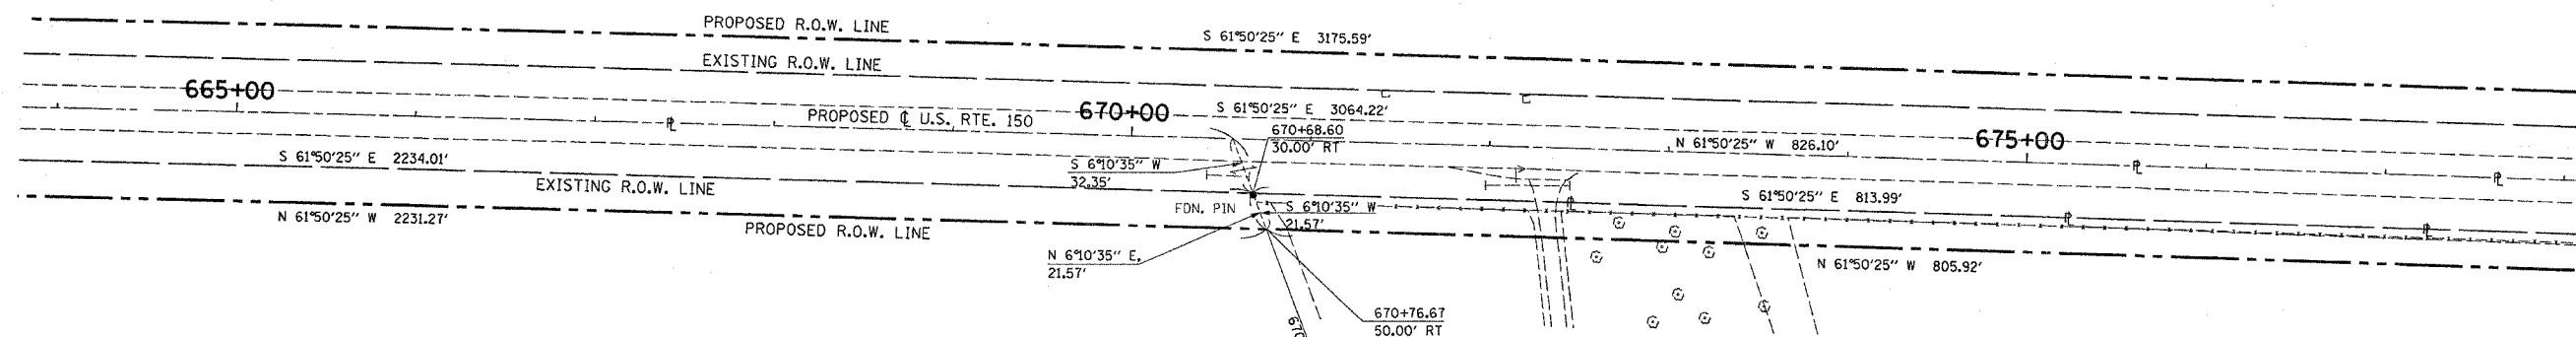 PROPOSED R.O.W. LINE
S 61°50'25" E 3175.59'
EXISTING R.O.W. LINE
665+00
670+00
S 61°50'25" E 3064.22'
PROPOSED ℄ U.S. RTE. 150
670+68.60
30.00' RT
675+00
N 61°50'25" W 826.10'
S 61°50'25" E 2234.01'
S 6°10'35" W
32.35'
EXISTING R.O.W. LINE
S 61°50'25" E 813.99'
FDN. PIN
S 6°10'35" W
21.57'
N 61°50'25" W 2231.27'
PROPOSED R.O.W. LINE
N 6°10'35" E,
21.57'
N 61°50'25" W 805.92'
670+76.67
50.00' RT
670